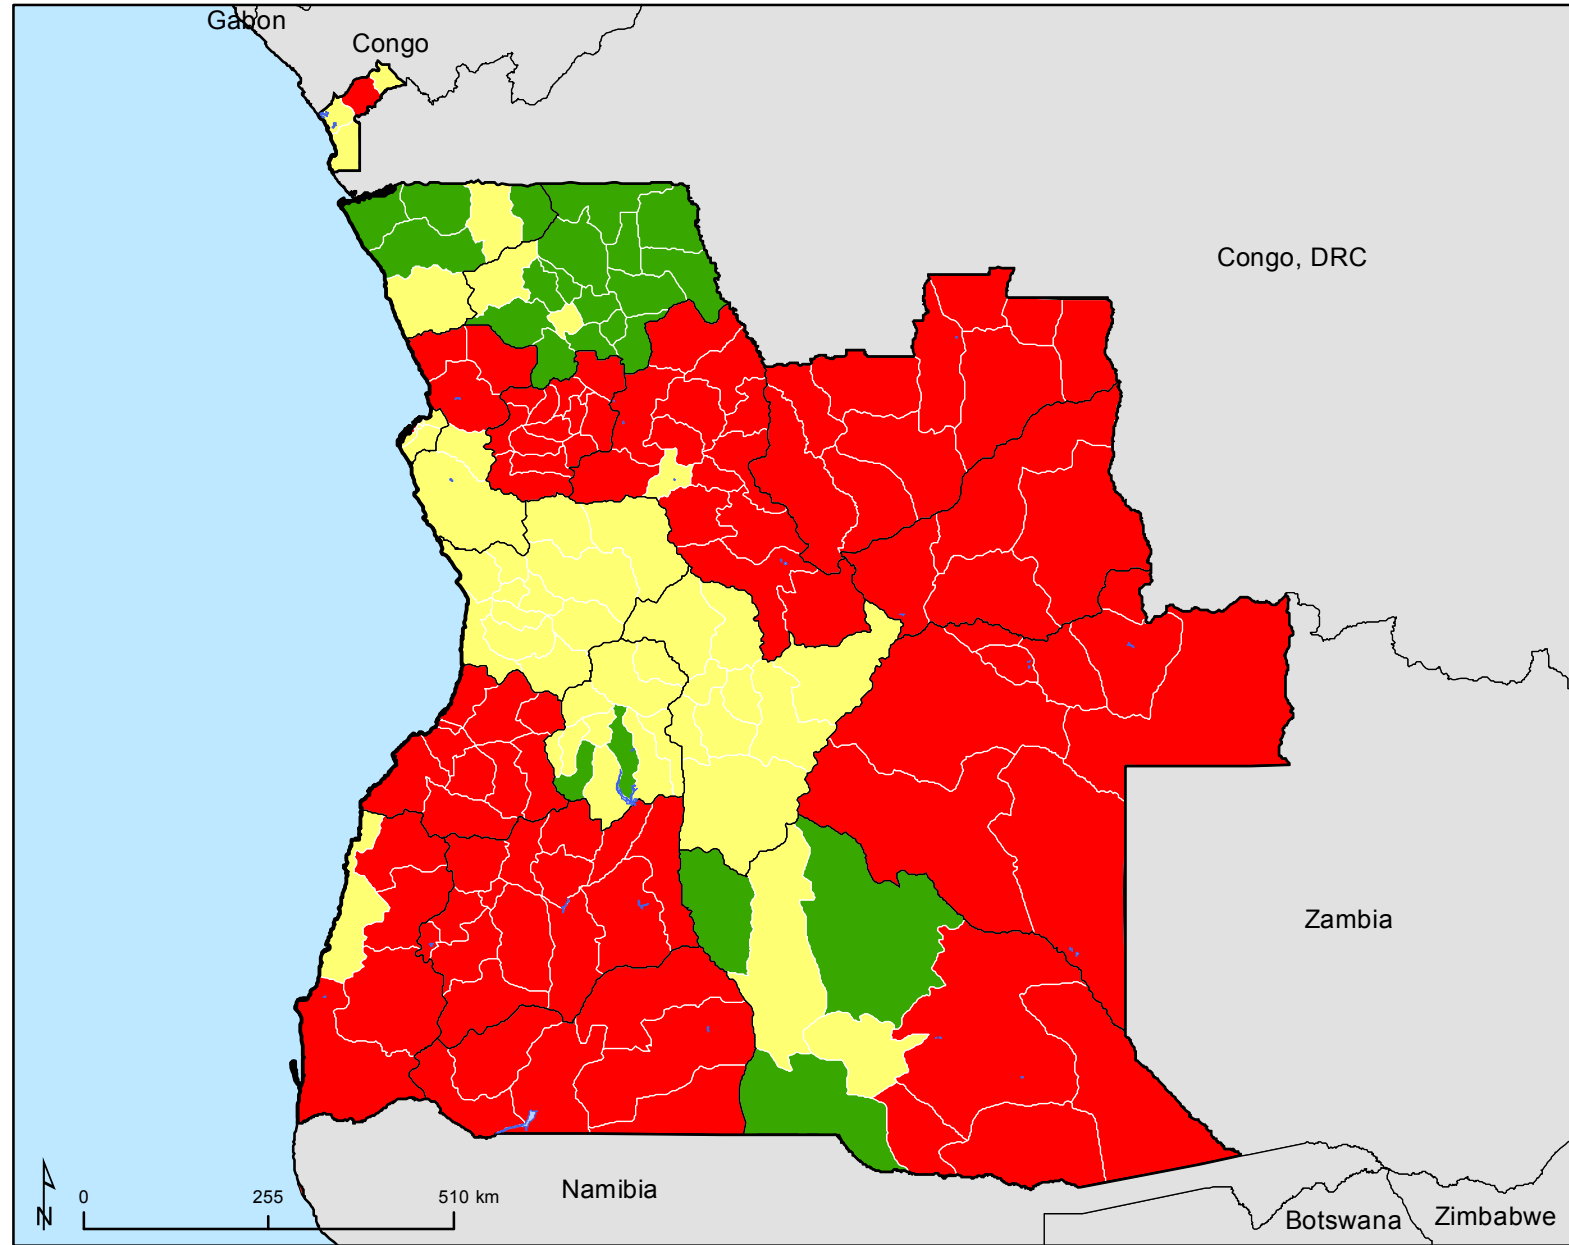 Gabon
Congo
Congo, DRC
Zambia
Namibia
Botswana
Zimbabwe
N
0 255 510 km